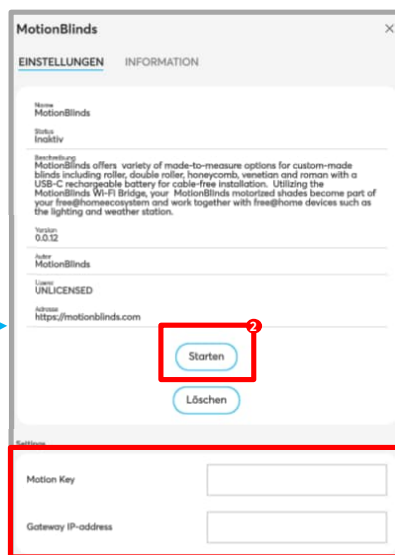 MotionBlinds
EINSTELLUNGEN INFORMATION
Name
MotionBlinds
Status
Inaktiv
Beschreibung
MotionBlinds offers variety of made-to-measure options for custom-made
blinds including roller, double roller, honeycomb, venetian and roman with a
USB-C rechargeable battery for cable-free installation. Utilizing the
MotionBlinds Wi-Fi Bridge, your MotionBlinds motorized shades become part of
your free@homeecosystem and work together with free@home devices such as
the lighting and weather station.
Version
0.0.12
Autor
MotionBlinds
Lizenz
UNLICENSED
Adresse
https://motionblinds.com
2
Starten
Löschen
Settings
Motion Key
Gateway IP-address